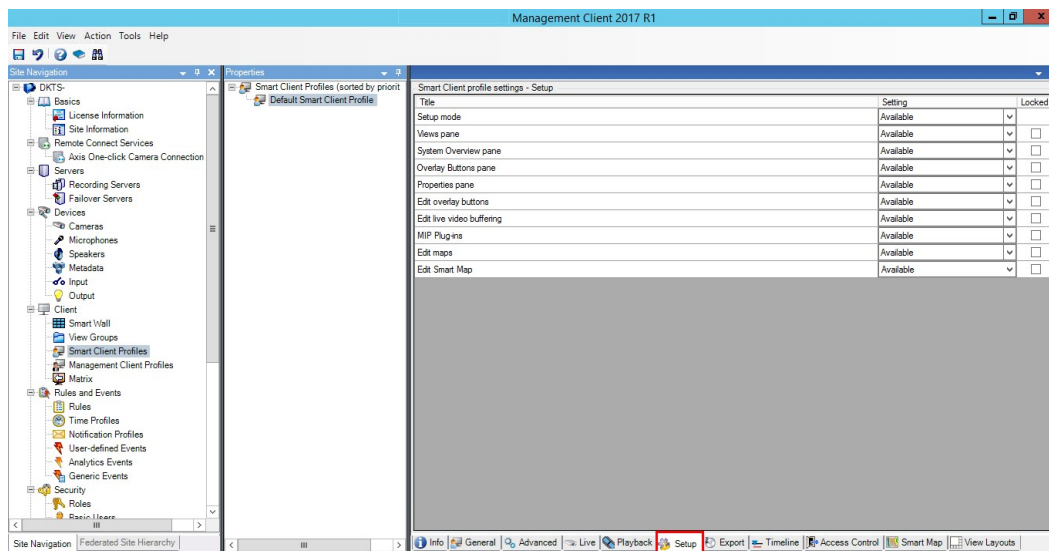 Management Client 2017 R1
File Edit View Action Tools Help
Site Navigation
DKTS-
Basics
License Information
Site Information
Remote Connect Services
Axis One-click Camera Connection
Servers
Recording Servers
Failover Servers
Devices
Cameras
Microphones
Speakers
Metadata
Input
Output
Client
Smart Wall
View Groups
Smart Client Profiles
Management Client Profiles
Matrix
Rules and Events
Rules
Time Profiles
Notification Profiles
User-defined Events
Analytics Events
Generic Events
Security
Roles
Basic Users
Site Navigation Federated Site Hierarchy
Properties
Smart Client Profiles (sorted by priorit
Default Smart Client Profile
Smart Client profile settings - Setup
Title Setting Locked
Setup mode Available
Views pane Available
System Overview pane Available
Overlay Buttons pane Available
Properties pane Available
Edit overlay buttons Available
Edit live video buffering Available
MIP Plug-ins Available
Edit maps Available
Edit Smart Map Available
Info General Advanced Live Playback Setup Export Timeline Access Control Smart Map View Layouts